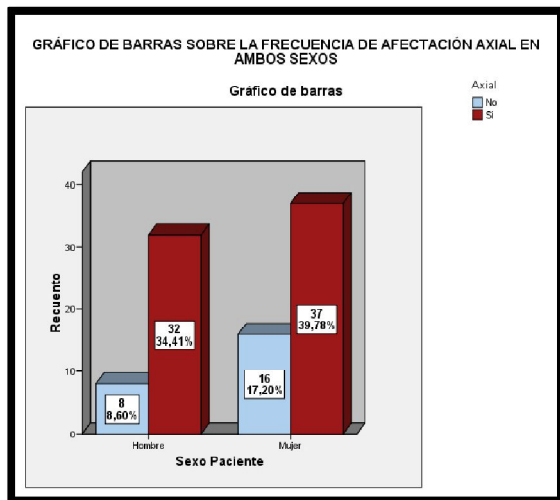 GRÁFICO DE BARRAS SOBRE LA FRECUENCIA DE AFECTACIÓN AXIAL EN
AMBOS SEXOS
Gráfico de barras
Axial
No
Si
Recuento
40
30
20
10
0
32
34,41%
8
8,60%
37
39,78%
16
17,20%
Hombre
Mujer
Sexo Paciente